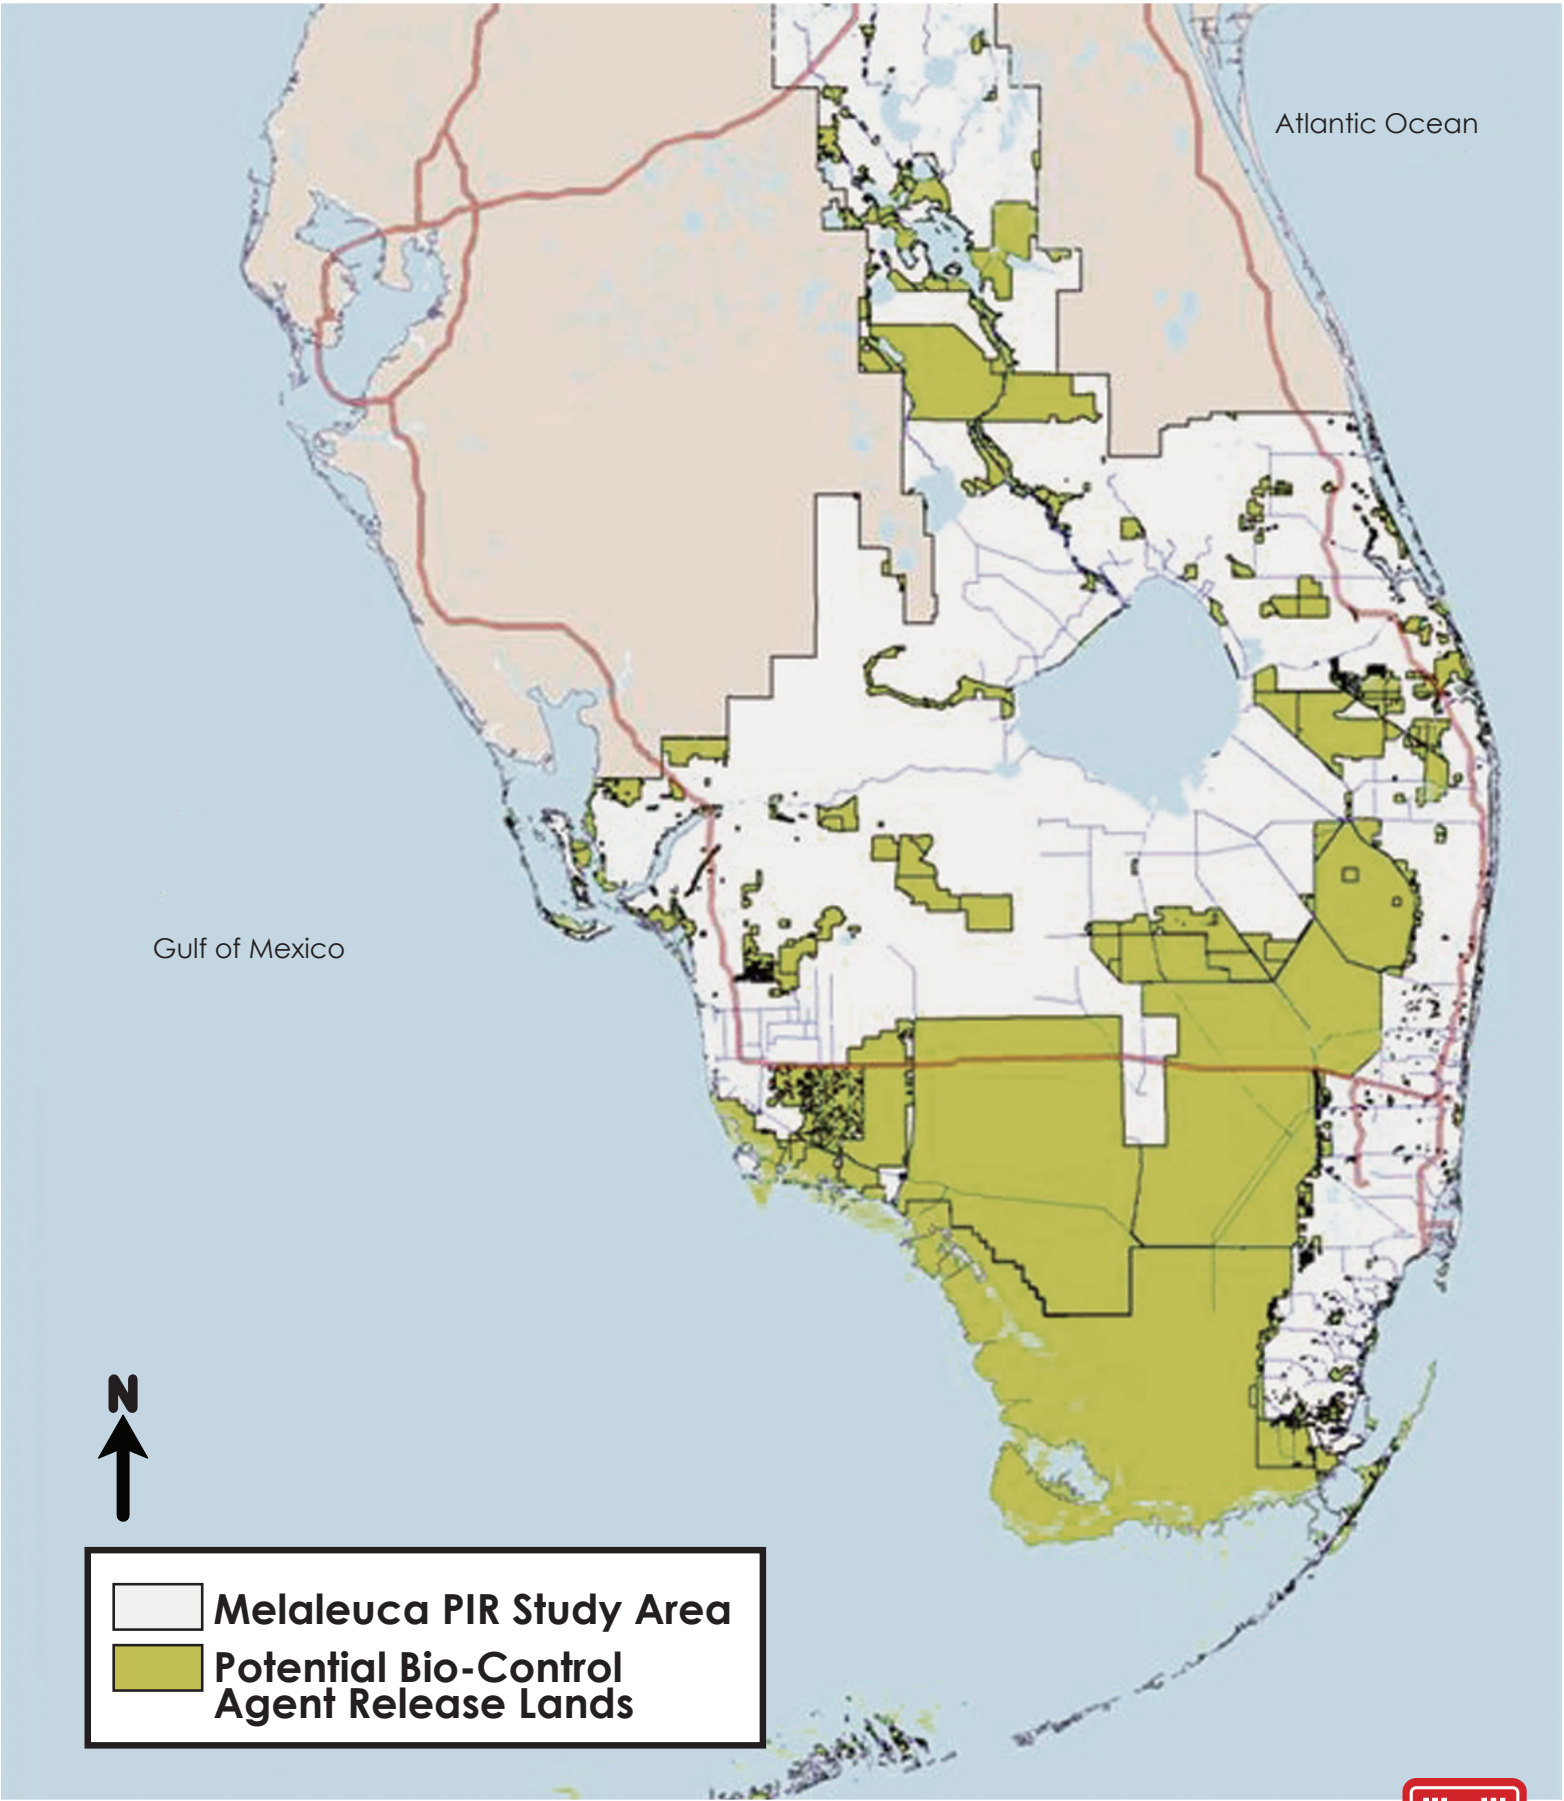 Atlantic Ocean
Gulf of Mexico
N
Melaleuca PIR Study Area
Potential Bio-Control
Agent Release Lands